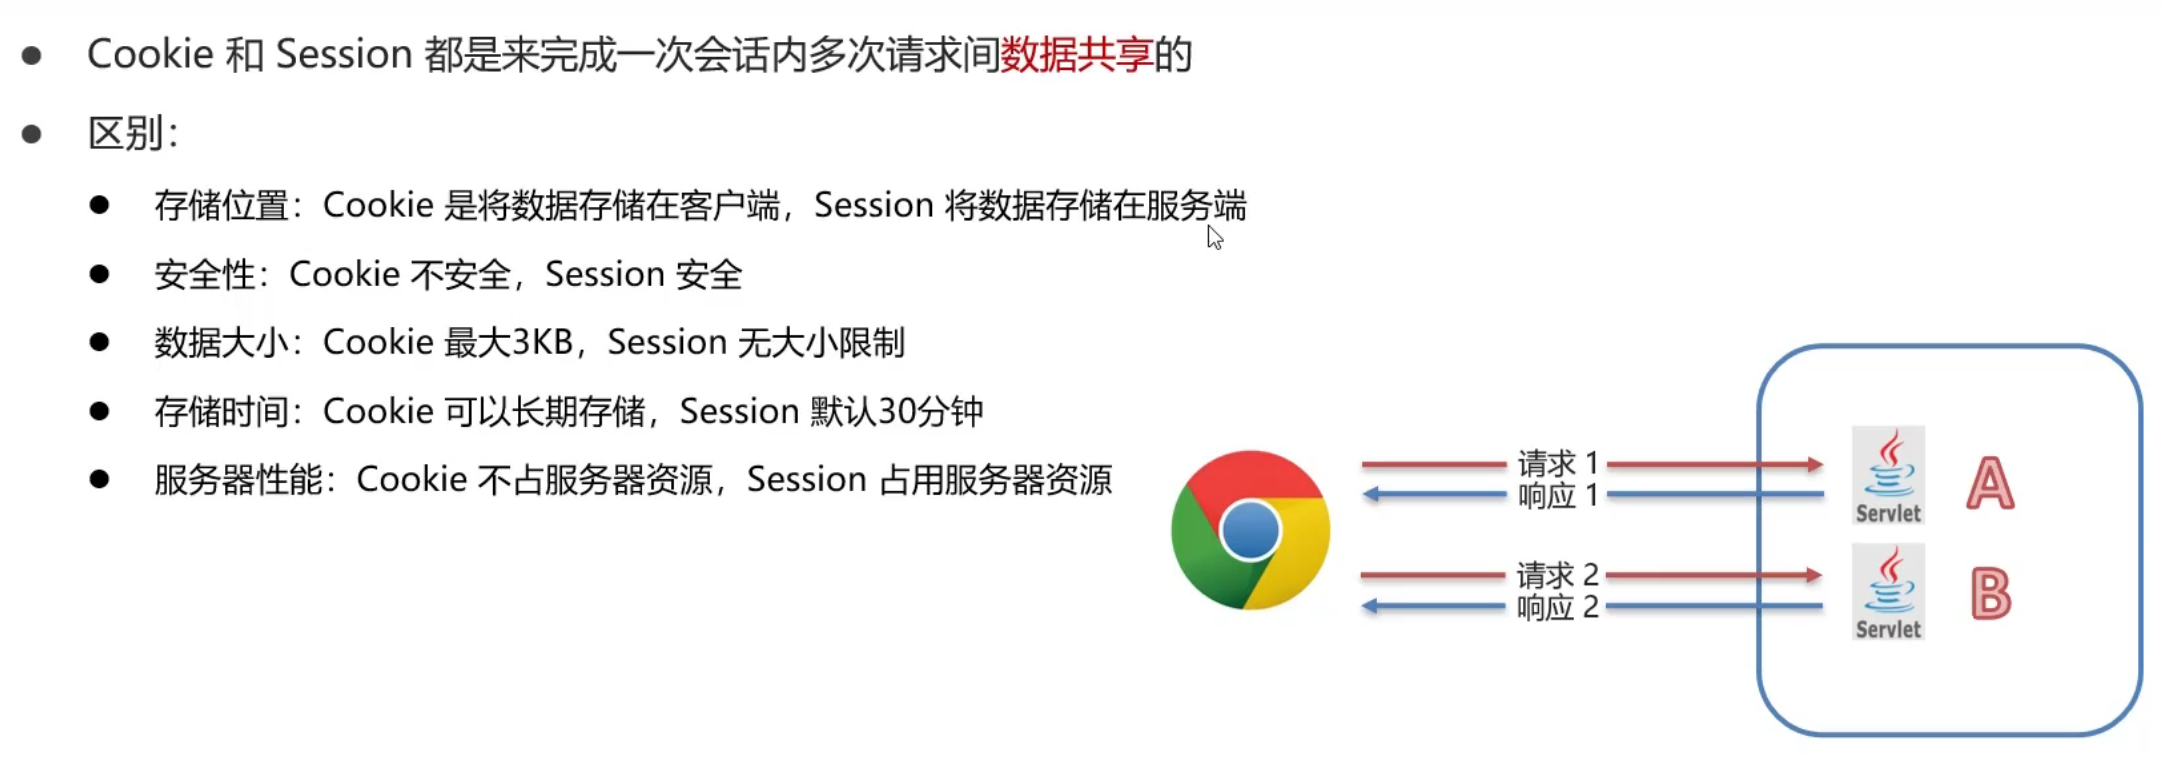 Cookie 和 Session 都是来完成一次会话内多次请求间数据共享的
区别：
存储位置：Cookie 是将数据存储在客户端，Session 将数据存储在服务端
安全性：Cookie 不安全，Session 安全
数据大小：Cookie 最大3KB，Session 无大小限制
存储时间：Cookie 可以长期存储，Session 默认30分钟
服务器性能：Cookie 不占服务器资源，Session 占用服务器资源
请求 1
响应 1
Servlet
A
请求 2
响应 2
Servlet
B